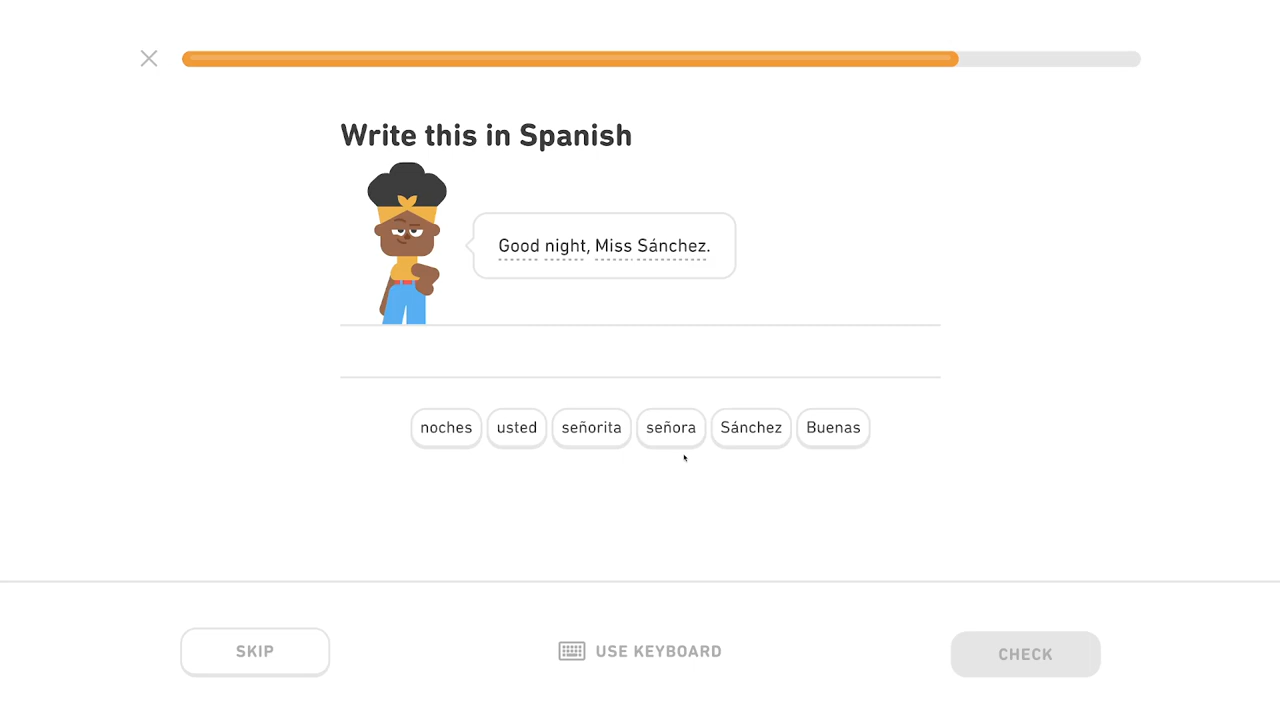 Write this in Spanish
Good night, Miss Sánchez.
noches usted señorita señora Sánchez Buenas
SKIP USE KEYBOARD CHECK